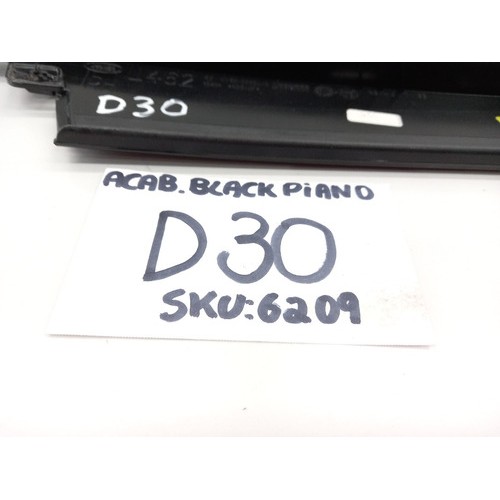 D30
ACAB. BLACK PIANO
D30
SKU:6209